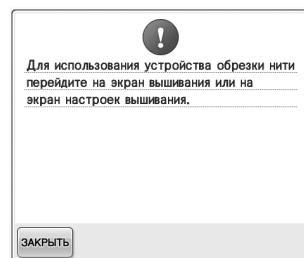 Для использования устройства обрезки нити
перейдите на экран вышивания или на
экран настроек вышивания.
ЗАКРЫТЬ